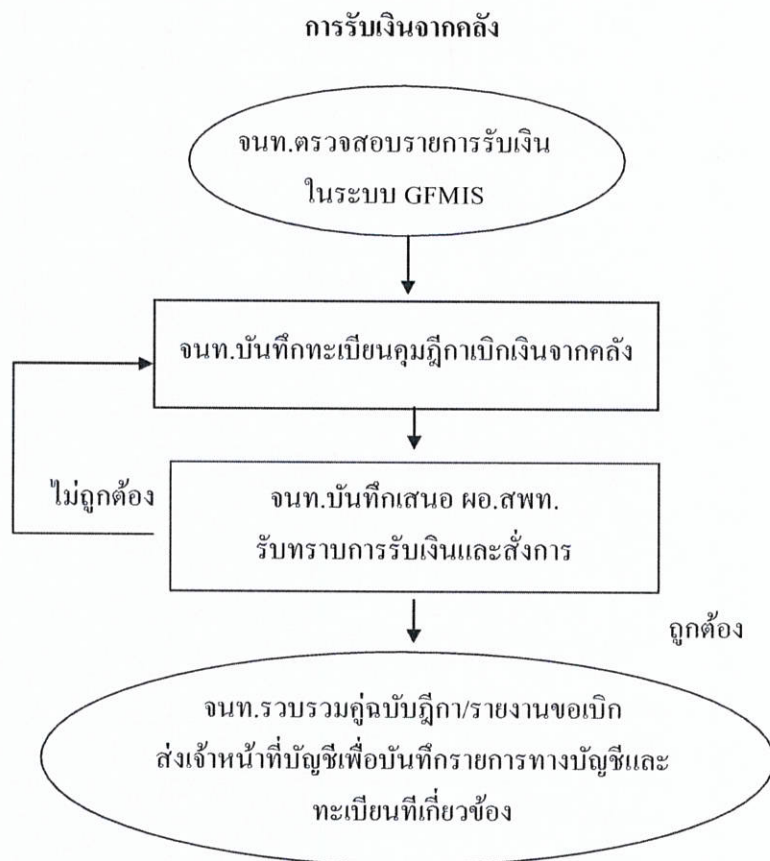 การรับเงินจากคลัง
จนท.ตรวจสอบรายการรับเงิน
ในระบบ GFMIS
จนท.บันทึกทะเบียนคุมฎีกาเบิกเงินจากคลัง
ไม่ถูกต้อง
จนท.บันทึกเสนอ ผอ.สพท.
รับทราบการรับเงินและสั่งการ
ถูกต้อง
จนท.รวบรวมคู่ฉบับฎีกา/รายงานขอเบิก
ส่งเจ้าหน้าที่บัญชีเพื่อบันทึกรายการทางบัญชีและ
ทะเบียนทีเกี่ยวข้อง